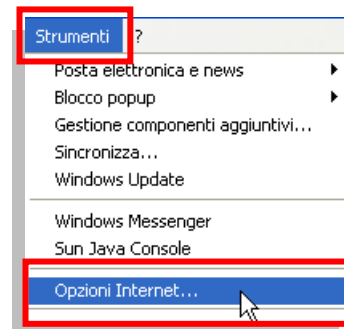 Strumenti ?
Posta elettronica e news
Blocco popup
Gestione componenti aggiuntivi...
Sincronizza...
Windows Update
Windows Messenger
Sun Java Console
Opzioni Internet...